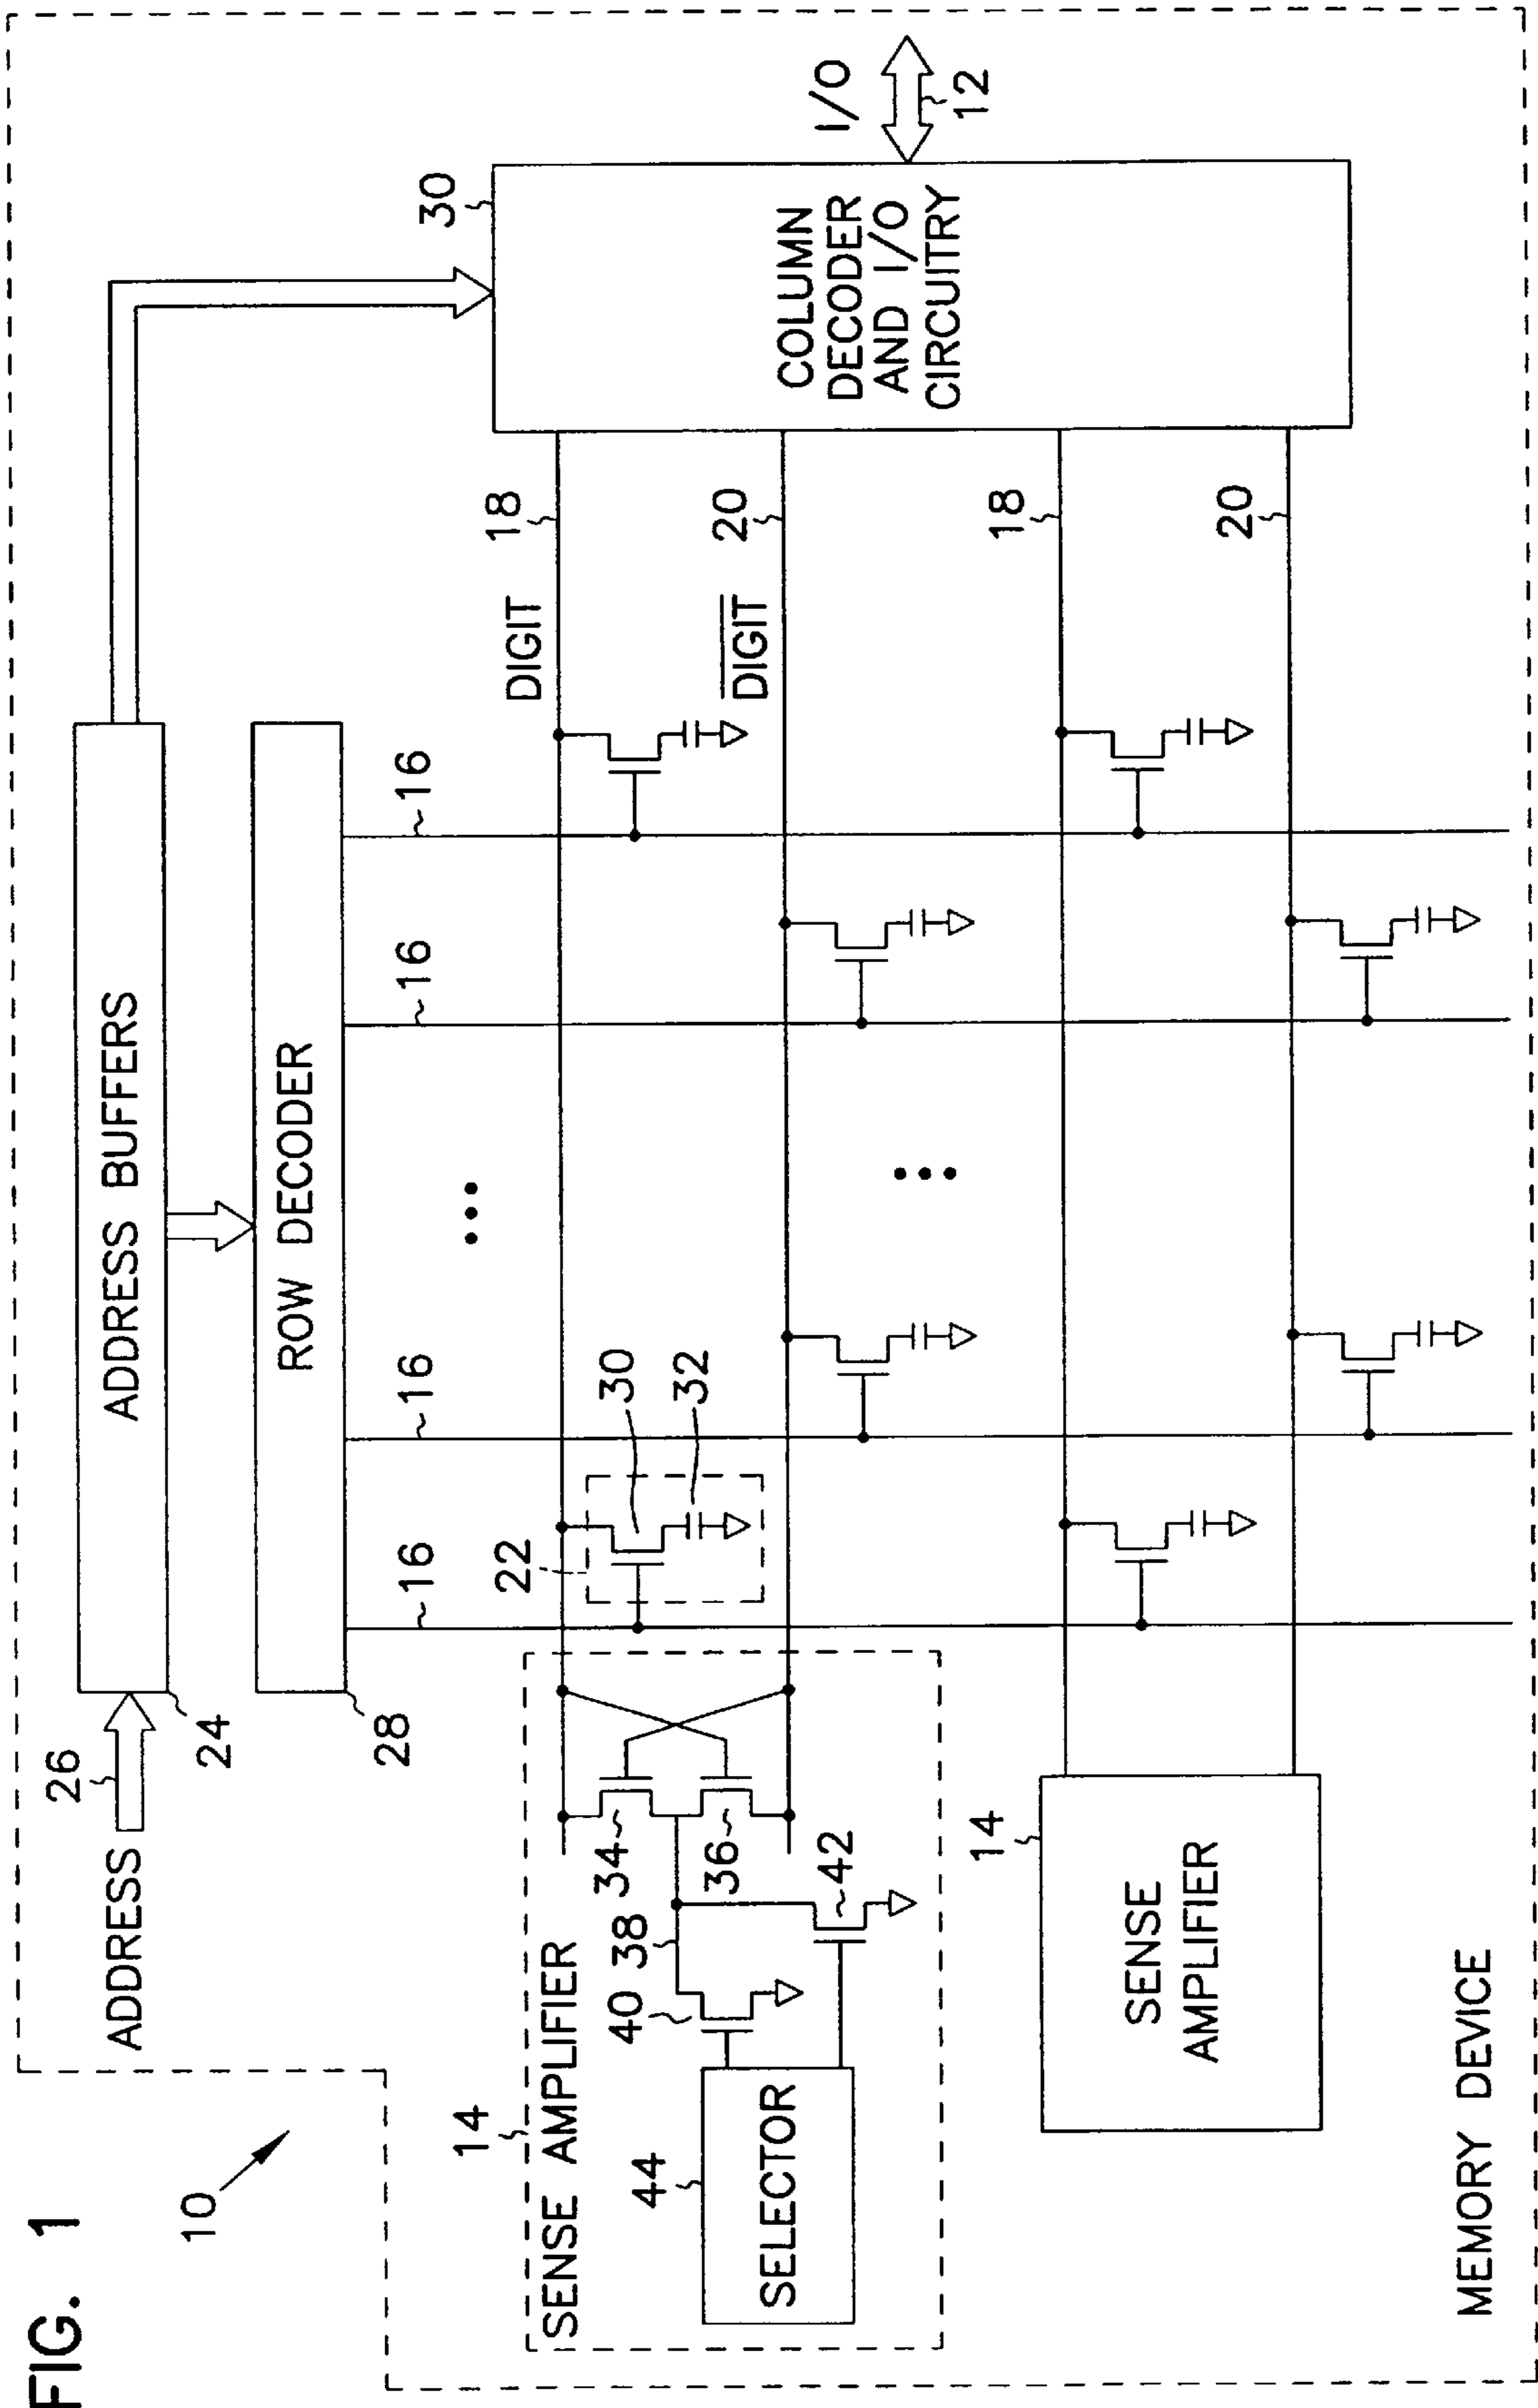 FIG. 1
10
ADDRESS
26
ADDRESS BUFFERS
24
ROW DECODER
28
16
16
16
16
14
SENSE AMPLIFIER
SELECTOR
44
40
38
42
34
36
22
30
32
DIGIT
18
DIGIT
20
18
20
30
COLUMN
DECODER
AND I/O
CIRCUITRY
I/O
12
14
SENSE
AMPLIFIER
MEMORY DEVICE